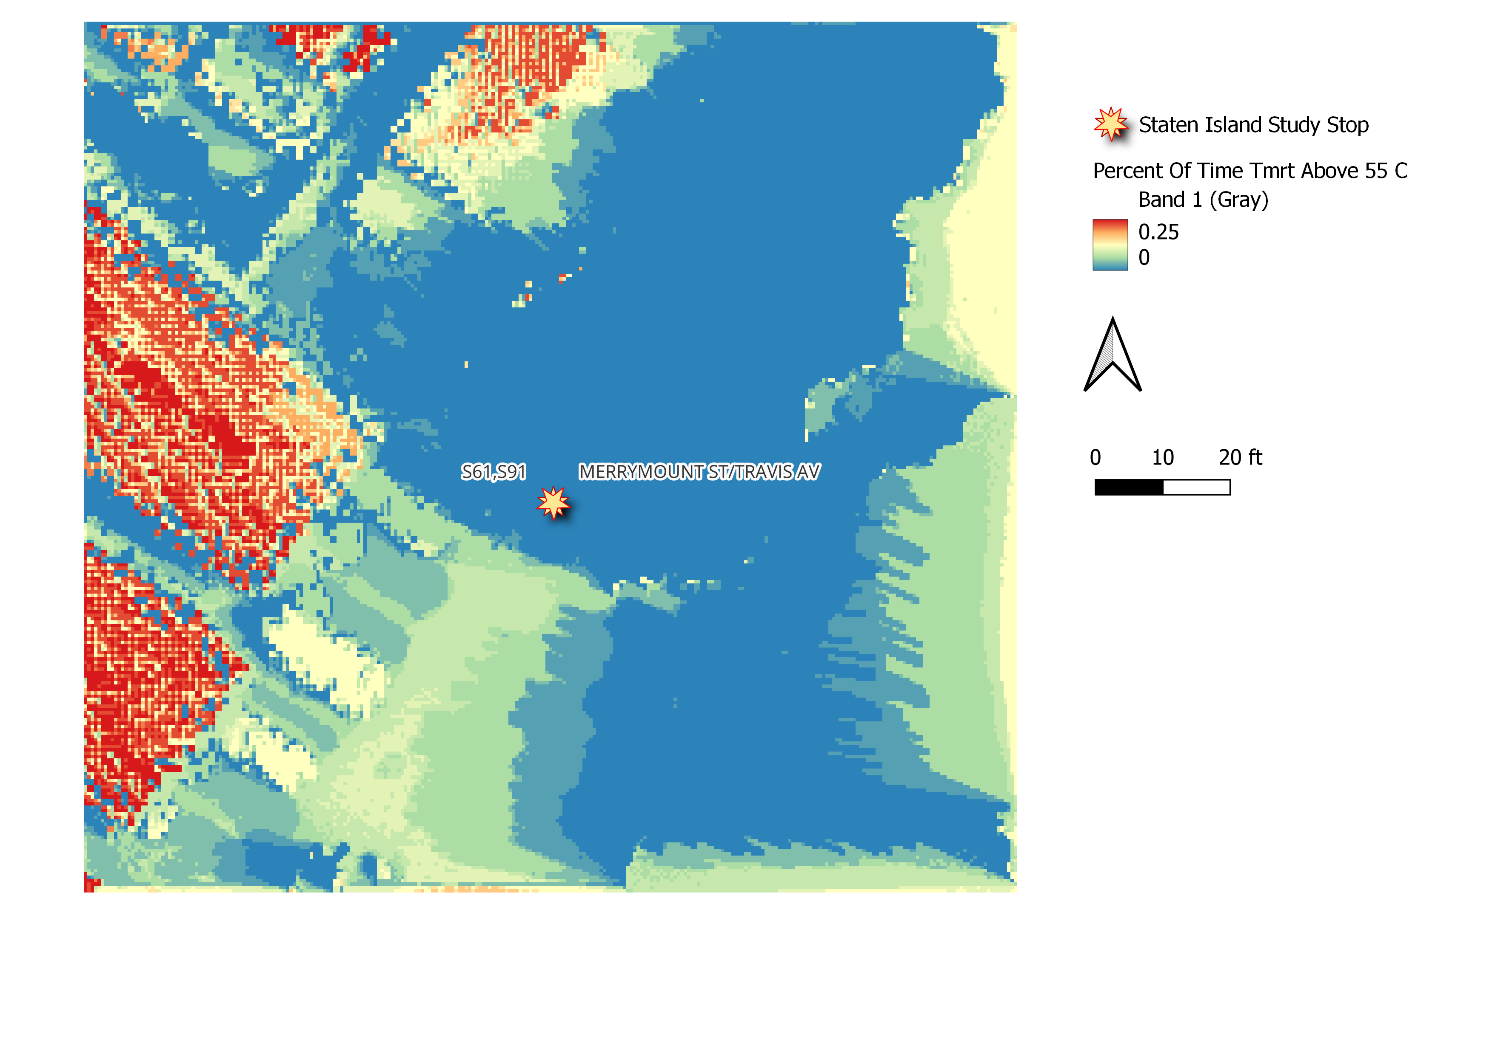 Staten Island Study Stop
Percent Of Time Tmrt Above 55 C
Band 1 (Gray)
0.25
0
0 10 20 ft
S61,S91 MERRYMOUNT ST/TRAVIS AV